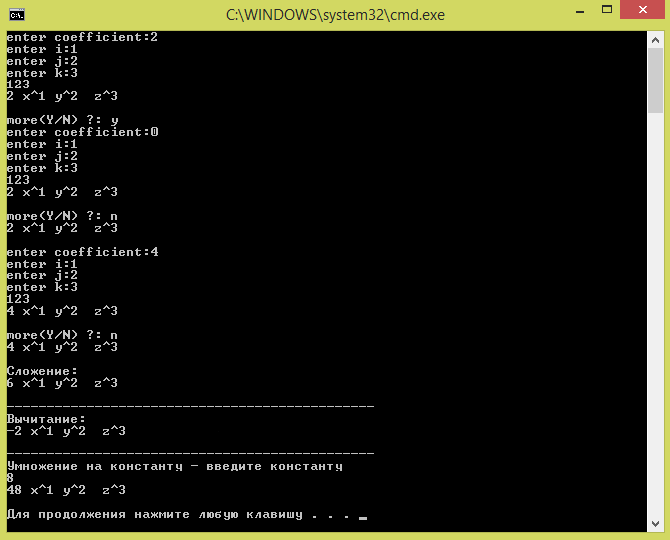 C:\WINDOWS\system32\cmd.exe
enter coefficient:2
enter i:1
enter j:2
enter k:3
123
2 x^1 y^2  z^3
more(Y/N) ?: y
enter coefficient:0
enter i:1
enter j:2
enter k:3
123
2 x^1 y^2  z^3
more(Y/N) ?: n
2 x^1 y^2  z^3
enter coefficient:4
enter i:1
enter j:2
enter k:3
123
4 x^1 y^2  z^3
more(Y/N) ?: n
4 x^1 y^2  z^3
Сложение:
6 x^1 y^2  z^3
----------------------------------------------
Вычитание:
-2 x^1 y^2  z^3
----------------------------------------------
Умножение на константу - введите константу
8
48 x^1 y^2  z^3
Для продолжения нажмите любую клавишу . . . _